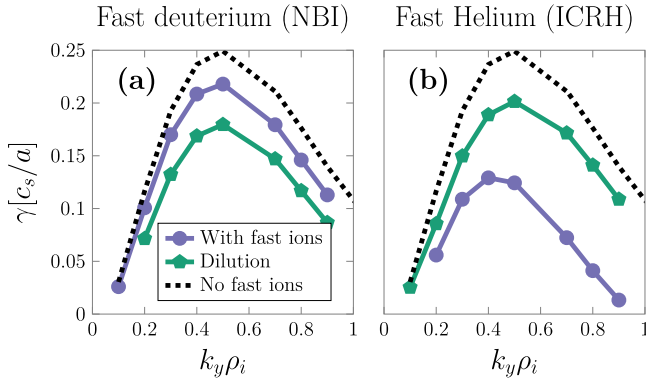 Fast deuterium (NBI)
Fast Helium (ICRH)
0.25
0.2
0.15
0.1
0.05
0
γ[c_s/a]
(a)
With fast ions
Dilution
No fast ions
0 0.2 0.4 0.6 0.8 1
k_yρ_i
(b)
0 0.2 0.4 0.6 0.8 1
k_yρ_i